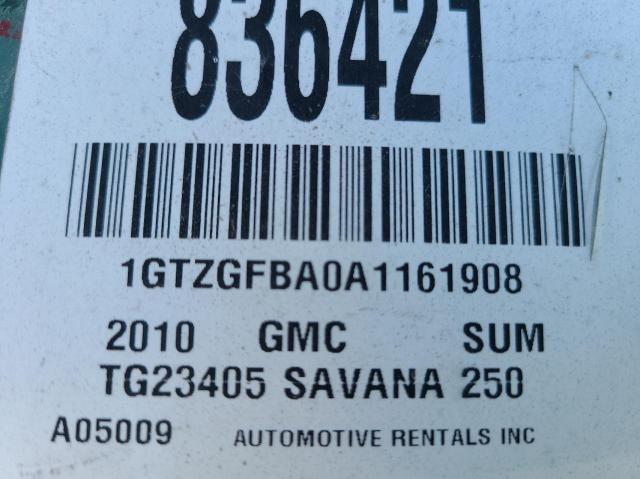 836421
1GTZGFBA0A1161908
2010 GMC SUM
TG23405 SAVANA 250
A05009 AUTOMOTIVE RENTALS INC